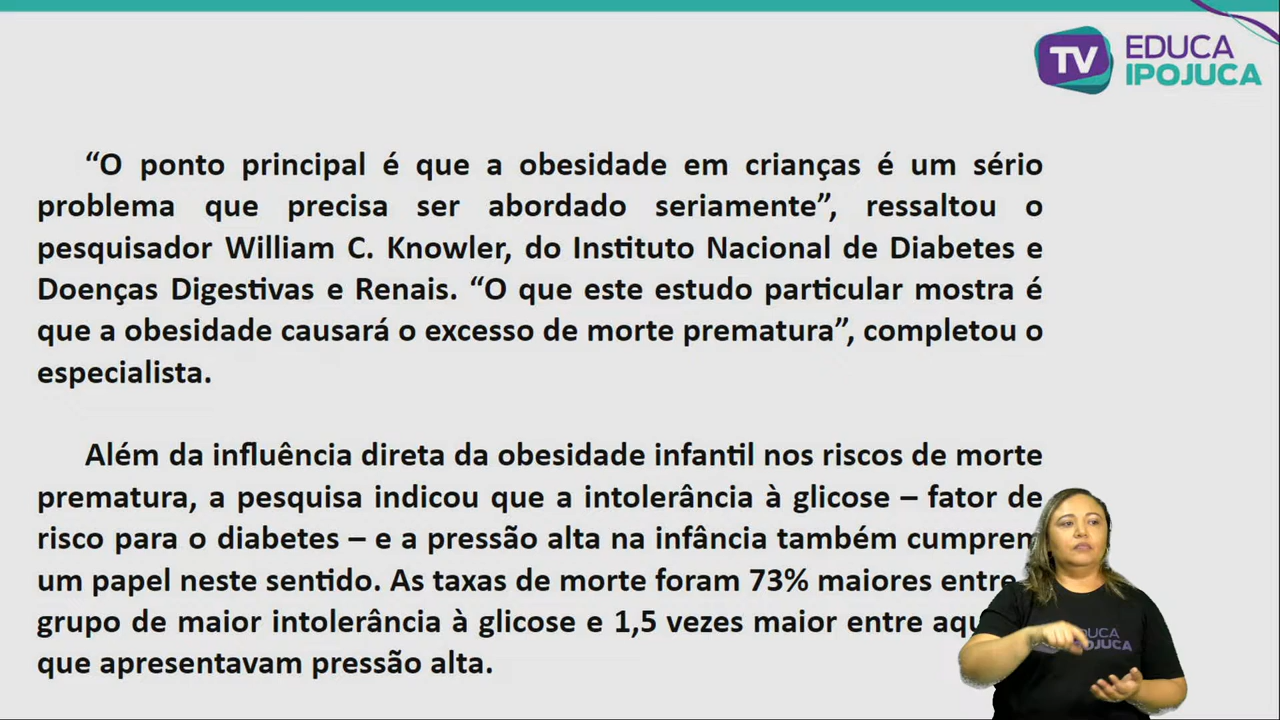 TV EDUCA
IPOJUCA
“O ponto principal é que a obesidade em crianças é um sério
problema que precisa ser abordado seriamente”, ressaltou o
pesquisador William C. Knowler, do Instituto Nacional de Diabetes e
Doenças Digestivas e Renais. “O que este estudo particular mostra é
que a obesidade causará o excesso de morte prematura”, completou o
especialista.
Além da influência direta da obesidade infantil nos riscos de morte
prematura, a pesquisa indicou que a intolerância à glicose – fator de
risco para o diabetes – e a pressão alta na infância também cumprem
um papel neste sentido. As taxas de morte foram 73% maiores entre
grupo de maior intolerância à glicose e 1,5 vezes maior entre
que apresentavam pressão alta.